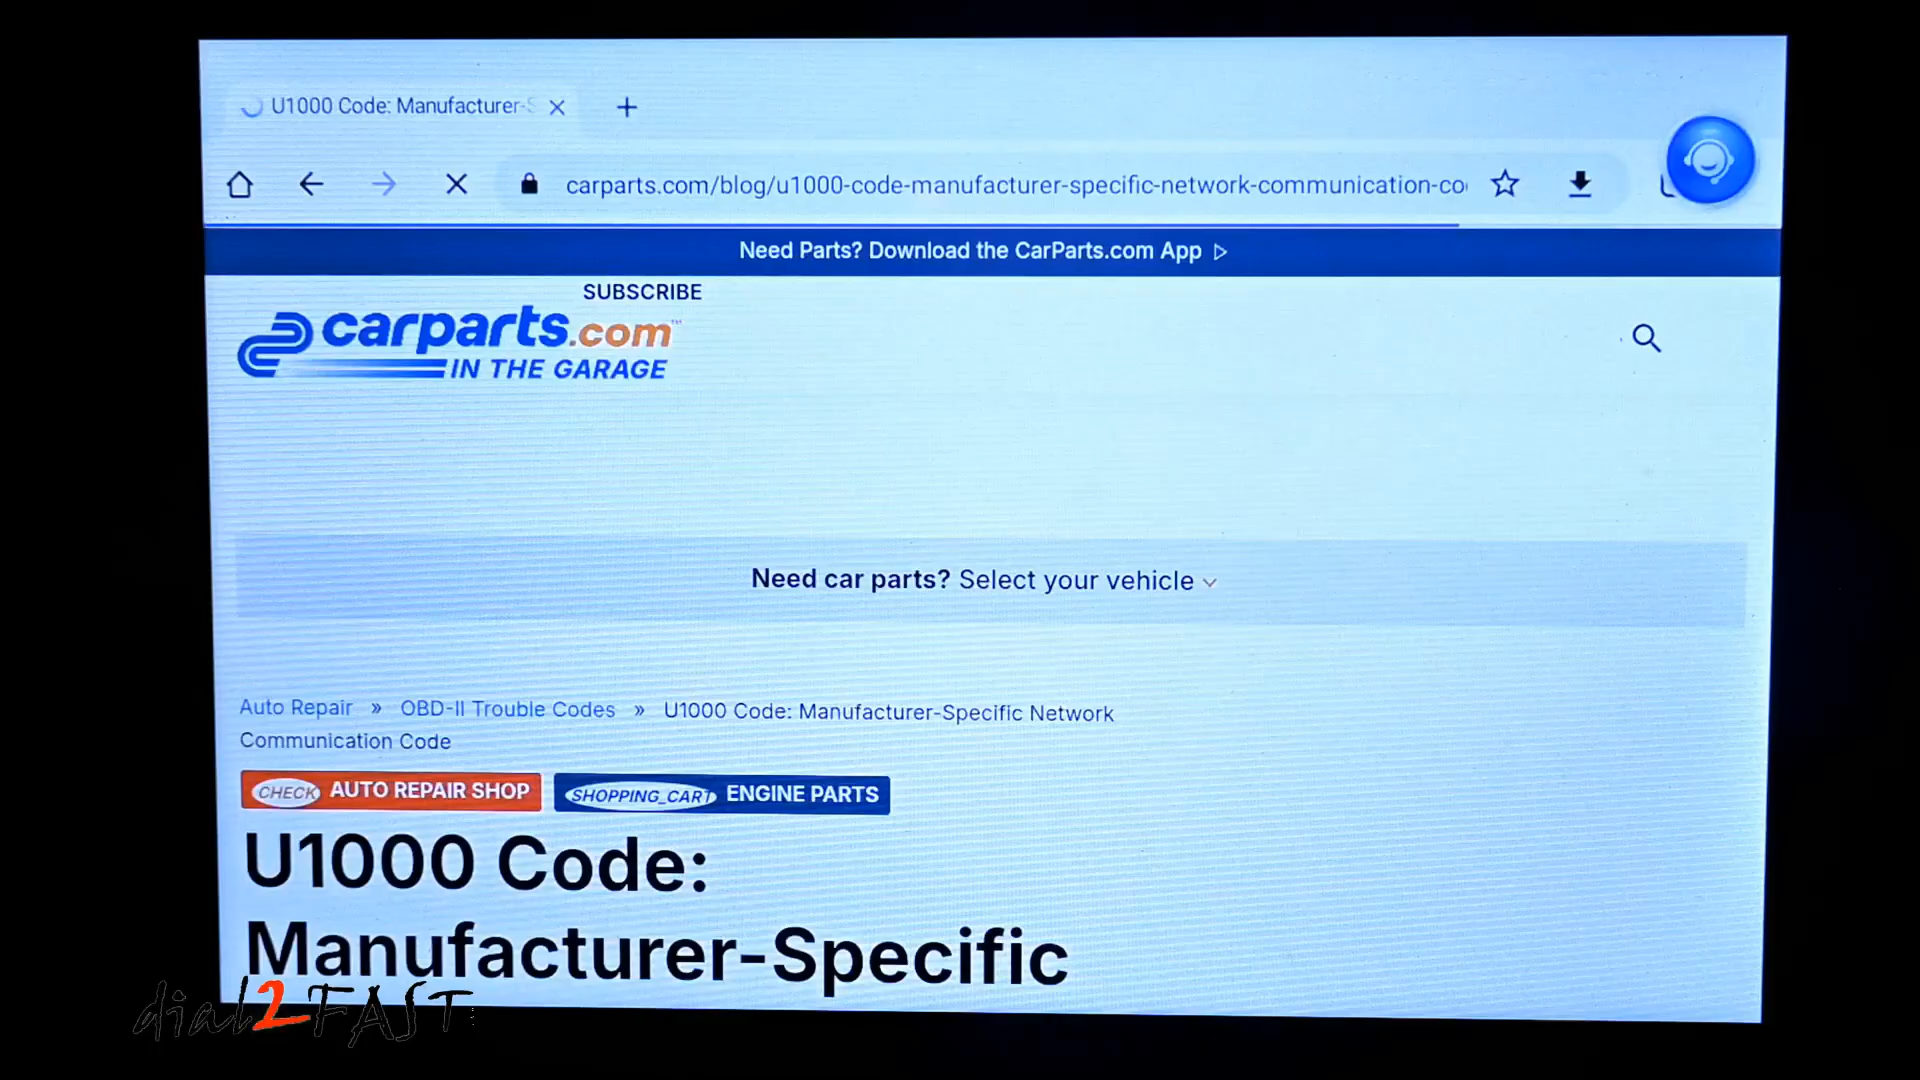 U1000 Code: Manufacturer-S
carparts.com/blog/u1000-code-manufacturer-specific-network-communication-co
Need Parts? Download the CarParts.com App
SUBSCRIBE
carparts.com
IN THE GARAGE
Need car parts? Select your vehicle
Auto Repair » OBD-II Trouble Codes » U1000 Code: Manufacturer-Specific Network
Communication Code
CHECK AUTO REPAIR SHOP SHOPPING_CART ENGINE PARTS
U1000 Code:
Manufacturer-Specific
dial2FAST